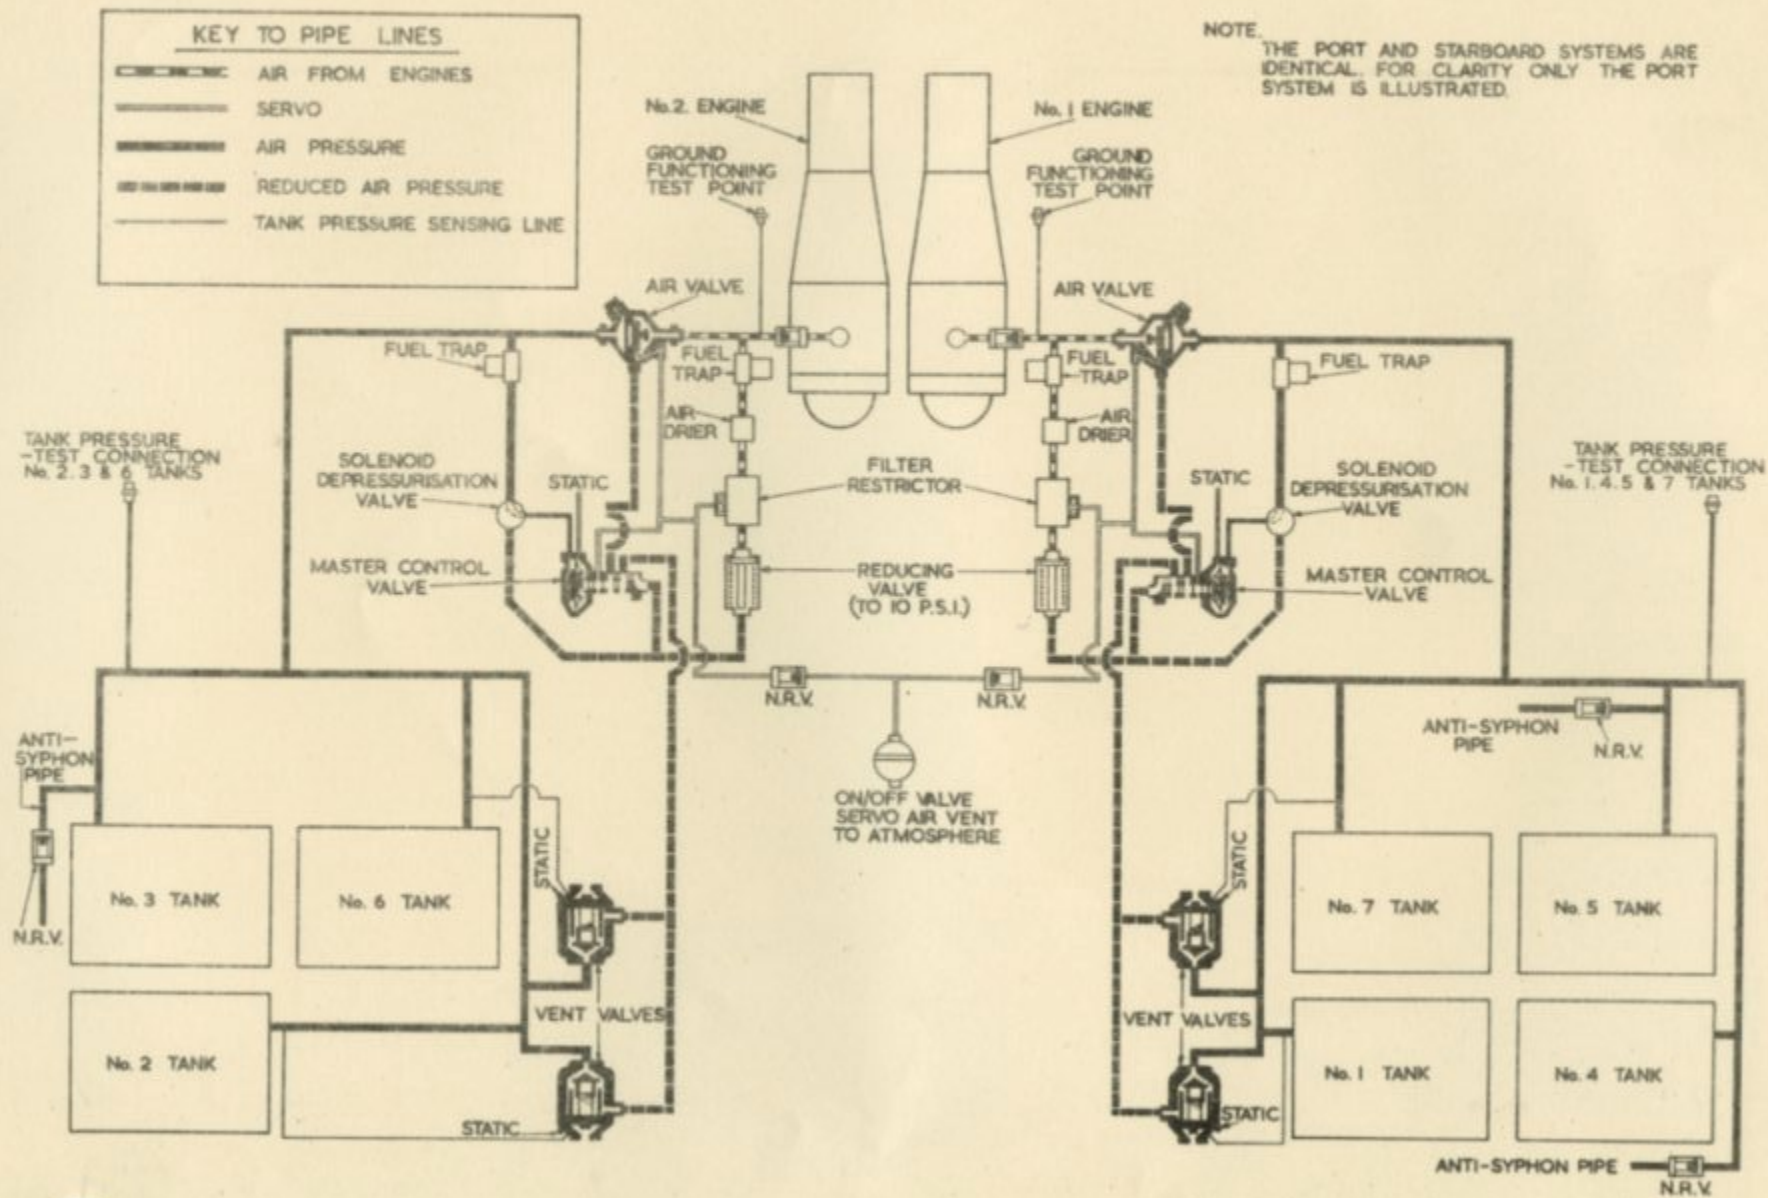 KEY TO PIPE LINES
AIR FROM ENGINES
SERVO
AIR PRESSURE
REDUCED AIR PRESSURE
TANK PRESSURE SENSING LINE
NOTE.
THE PORT AND STARBOARD SYSTEMS ARE
IDENTICAL. FOR CLARITY ONLY THE PORT
SYSTEM IS ILLUSTRATED.
No. 2. ENGINE
No. 1 ENGINE
GROUND
FUNCTIONING
TEST POINT
GROUND
FUNCTIONING
TEST POINT
AIR VALVE
AIR VALVE
FUEL TRAP
FUEL
TRAP
FUEL
TRAP
FUEL TRAP
AIR
DRIER
AIR
DRIER
TANK PRESSURE
-TEST CONNECTION
No. 2. 3 & 6 TANKS
SOLENOID
DEPRESSURISATION
VALVE
STATIC
FILTER
RESTRICTOR
STATIC
SOLENOID
DEPRESSURISATION
VALVE
TANK PRESSURE
-TEST CONNECTION
No. 1. 4. 5 & 7 TANKS
MASTER CONTROL
VALVE
REDUCING
VALVE
(TO 10 P.S.I.)
MASTER CONTROL
VALVE
N.R.V.
N.R.V.
ANTI-
SYPHON
PIPE
ANTI-SYPHON
PIPE
N.R.V.
ON/OFF VALVE
SERVO AIR VENT
TO ATMOSPHERE
STATIC
STATIC
No. 3 TANK
No. 6 TANK
No. 7 TANK
No. 5 TANK
N.R.V.
VENT VALVES
VENT VALVES
No. 2 TANK
No. 1 TANK
No. 4 TANK
STATIC
STATIC
ANTI-SYPHON PIPE
N.R.V.